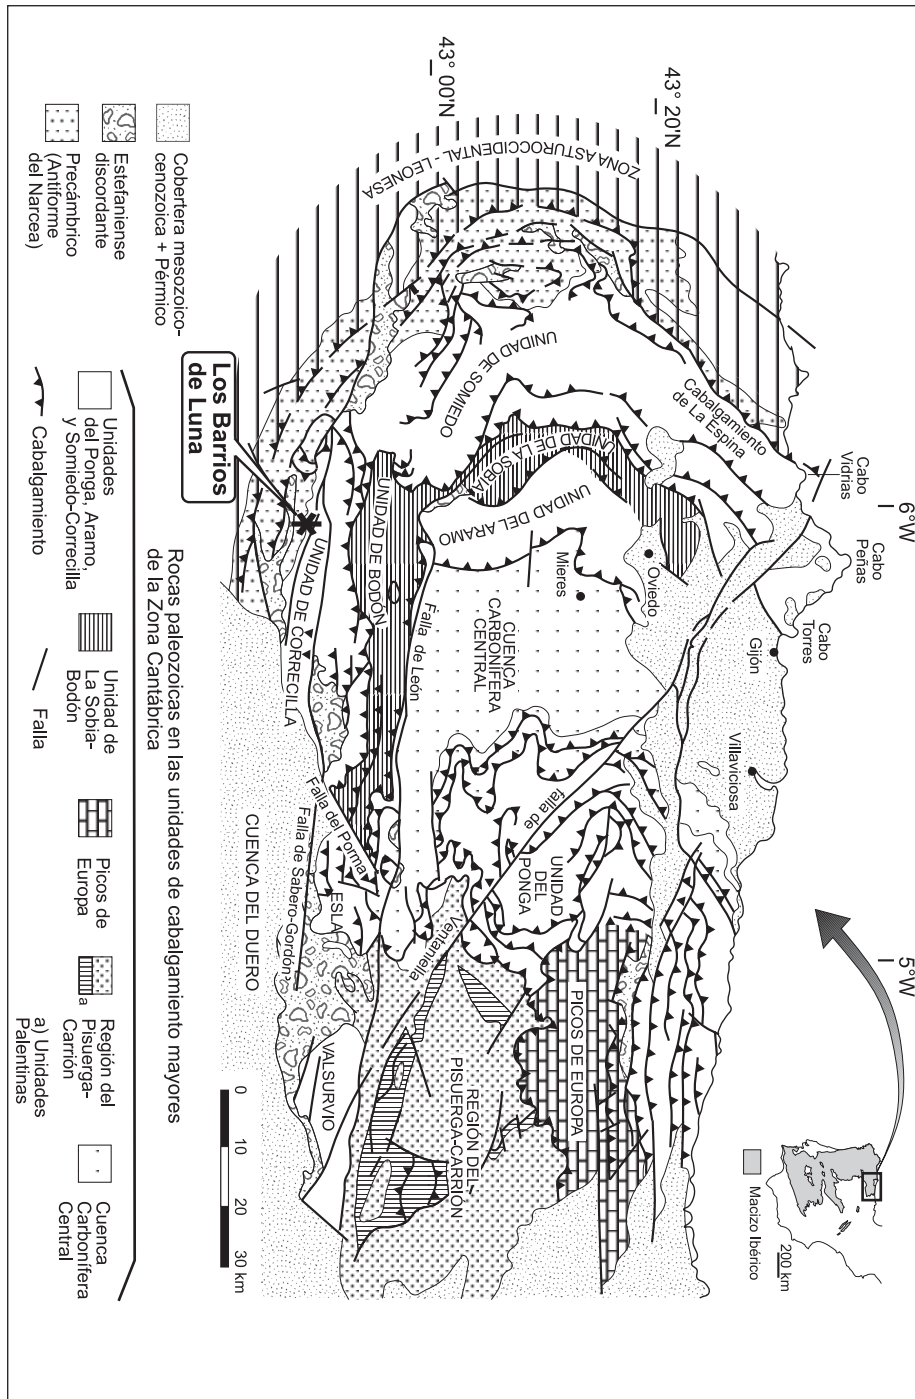 43° 00'N
43° 20'N
6°W
5°W
Cabo
Vidrias
Cabo
Peñas
Cabo
Torres
Gijón
Villaviciosa
Oviedo
Mieres
ZONA ASTUROCCIDENTAL - LEONESA
Cabalgamiento
de La Espina
UNIDAD DE SOMIEDO
UNIDAD DE LA SOBIA
UNIDAD DEL ARAMO
CUENCA
CARBONÍFERA
CENTRAL
UNIDAD
DEL
PONGA
falla de
Ventaniella
PICOS DE EUROPA
REGIÓN DEL
PISUERGA-CARRIÓN
Falla de León
UNIDAD DE BODÓN
UNIDAD DE CORRECILLA
Falla del Porma
ESLA
Falla de Sabero-Gordón
VALSURVIO
CUENCA DEL DUERO
Los Barrios
de Luna
0 10 20 30 km
200 km
Macizo Ibérico
Cobertera mesozoico-
cenozoica + Pérmico
Estefaniense
discordante
Precámbrico
(Antiforme
del Narcea)
Rocas paleozoicas en las unidades de cabalgamiento mayores
de la Zona Cantábrica
Unidades
del Ponga, Aramo,
y Somiedo-Correcilla
Unidad de
La Sobia-
Bodón
Picos de
Europa
a
Región del
Pisuerga-
Carrión
a) Unidades
Palentinas
Cuenca
Carbonífera
Central
Cabalgamiento
Falla